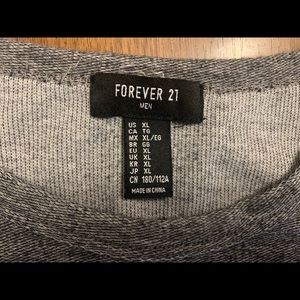 FOREVER 21
MEN
US XL
CA TG
MX XL/EG
BR GG
EU XL
UK XL
KR XL
JP XL
CN 180/112A
MADE IN CHINA